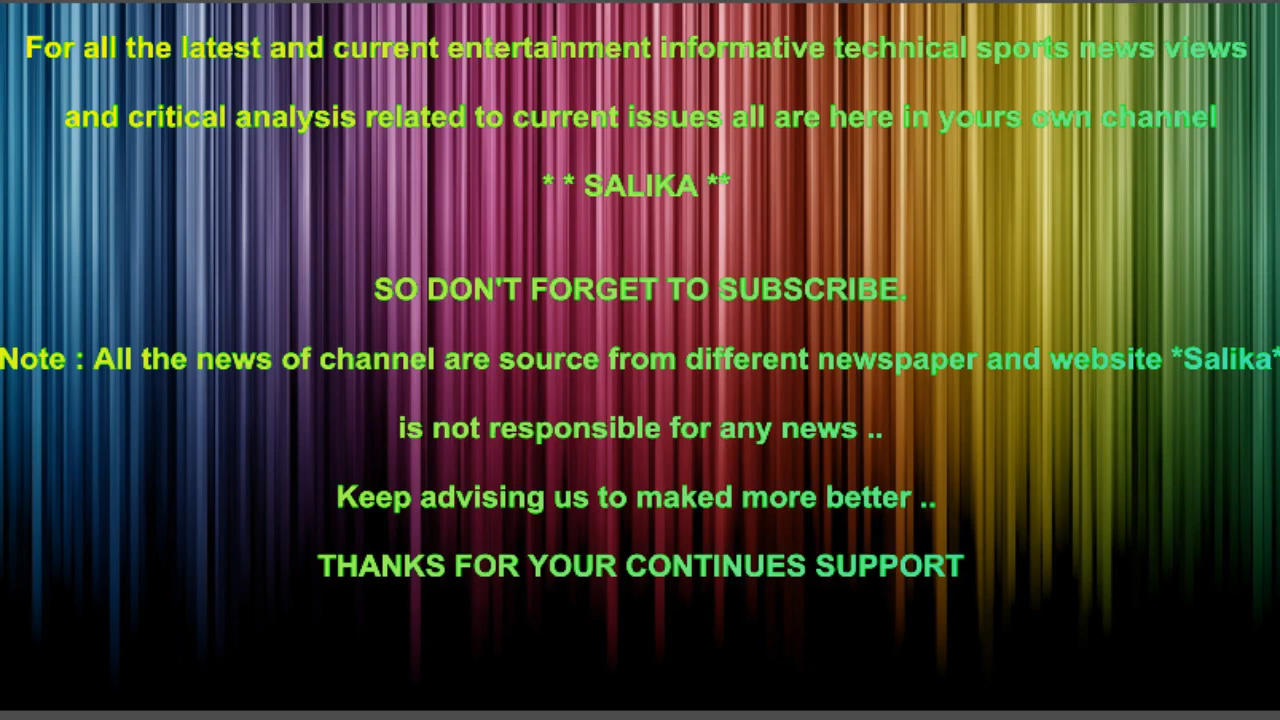 For all the latest and current entertainment informative technical sports news views
and critical analysis related to current issues all are here in yours own channel
* * SALIKA **
SO DON'T FORGET TO SUBSCRIBE.
Note : All the news of channel are source from different newspaper and website *Salika*
is not responsible for any news ..
Keep advising us to maked more better ..
THANKS FOR YOUR CONTINUES SUPPORT